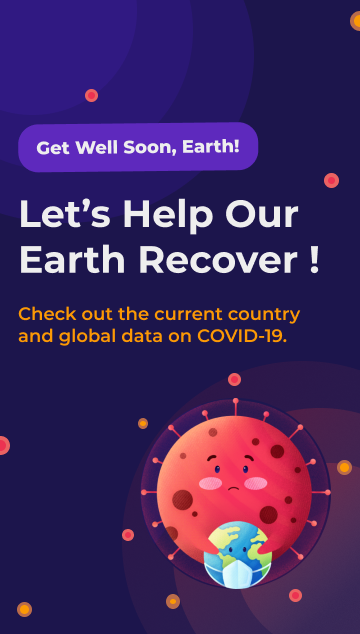 Get Well Soon, Earth!
Let’s Help Our
Earth Recover !
Check out the current country
and global data on COVID-19.